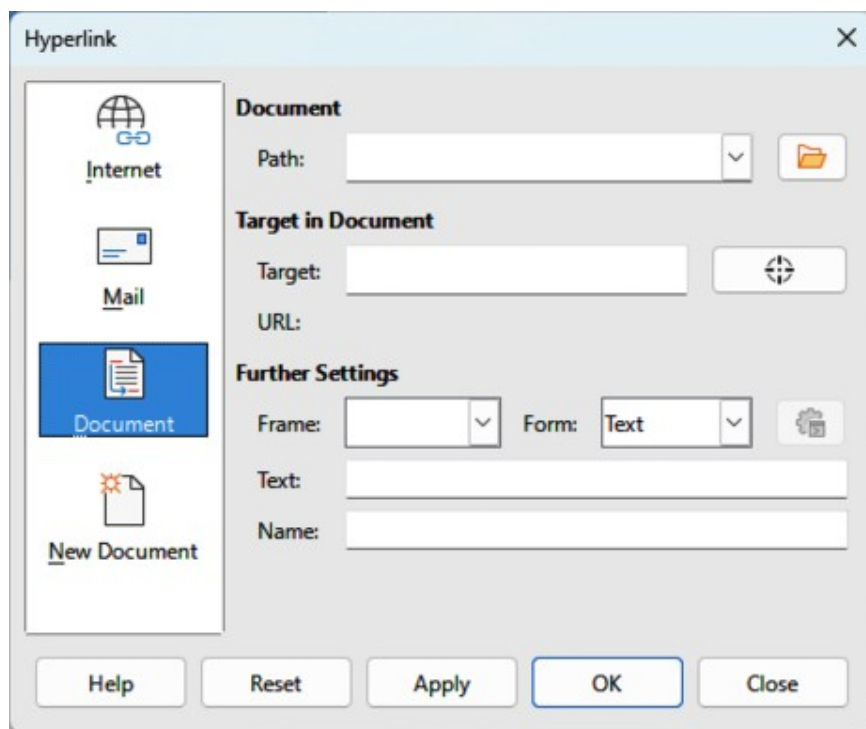 Hyperlink
Internet
Mail
Document
New Document
Document
Path:
Target in Document
Target:
URL:
Further Settings
Frame: Form: Text
Text:
Name:
Help Reset Apply OK Close